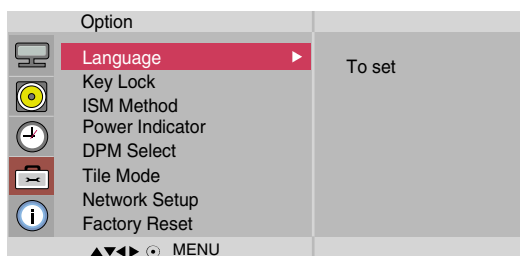 Option
Language
To set
Key Lock
ISM Method
Power Indicator
DPM Select
Tile Mode
Network Setup
Factory Reset
MENU